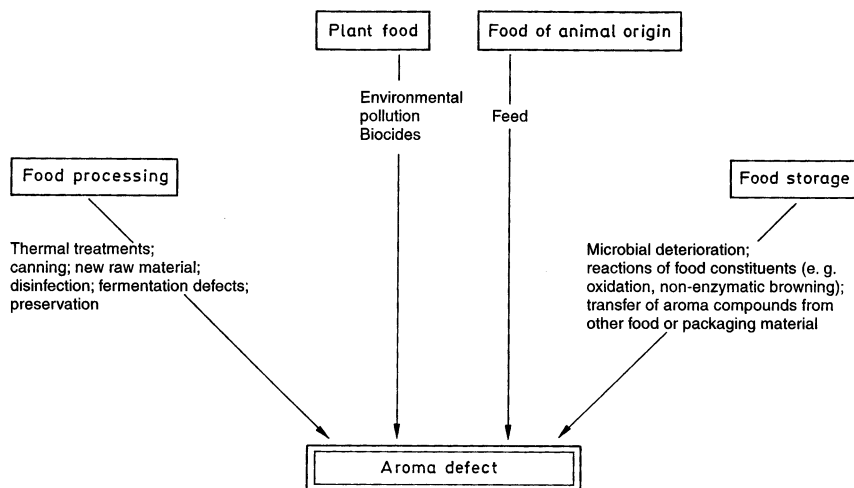 Plant food
Food of animal origin
Environmental
pollution
Biocides
Feed
Food processing
Food storage
Thermal treatments;
canning; new raw material;
disinfection; fermentation defects;
preservation
Microbial deterioration;
reactions of food constituents (e. g.
oxidation, non-enzymatic browning);
transfer of aroma compounds from
other food or packaging material
Aroma defect